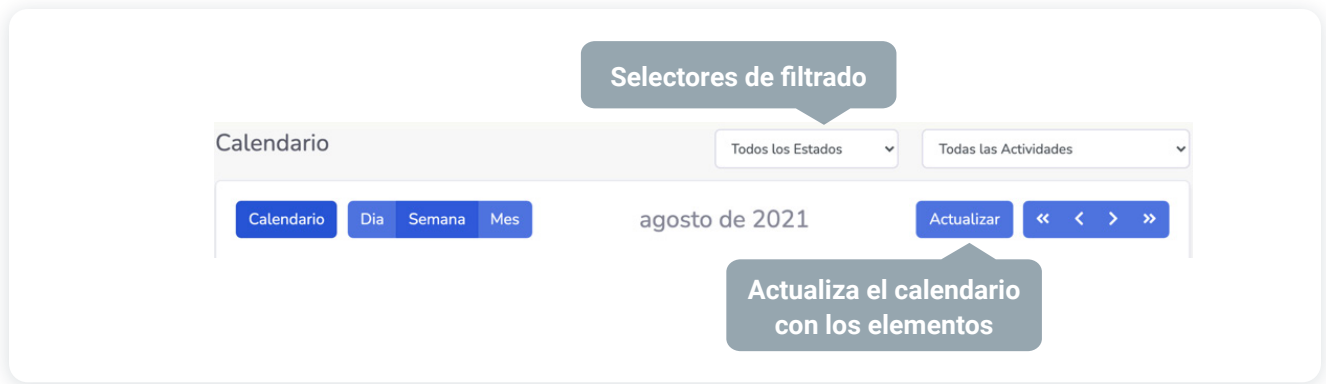 Selectores de filtrado
Calendario
Todos los Estados
Todas las Actividades
Calendario
Dia Semana Mes
agosto de 2021
Actualizar
« < > »
Actualiza el calendario
con los elementos